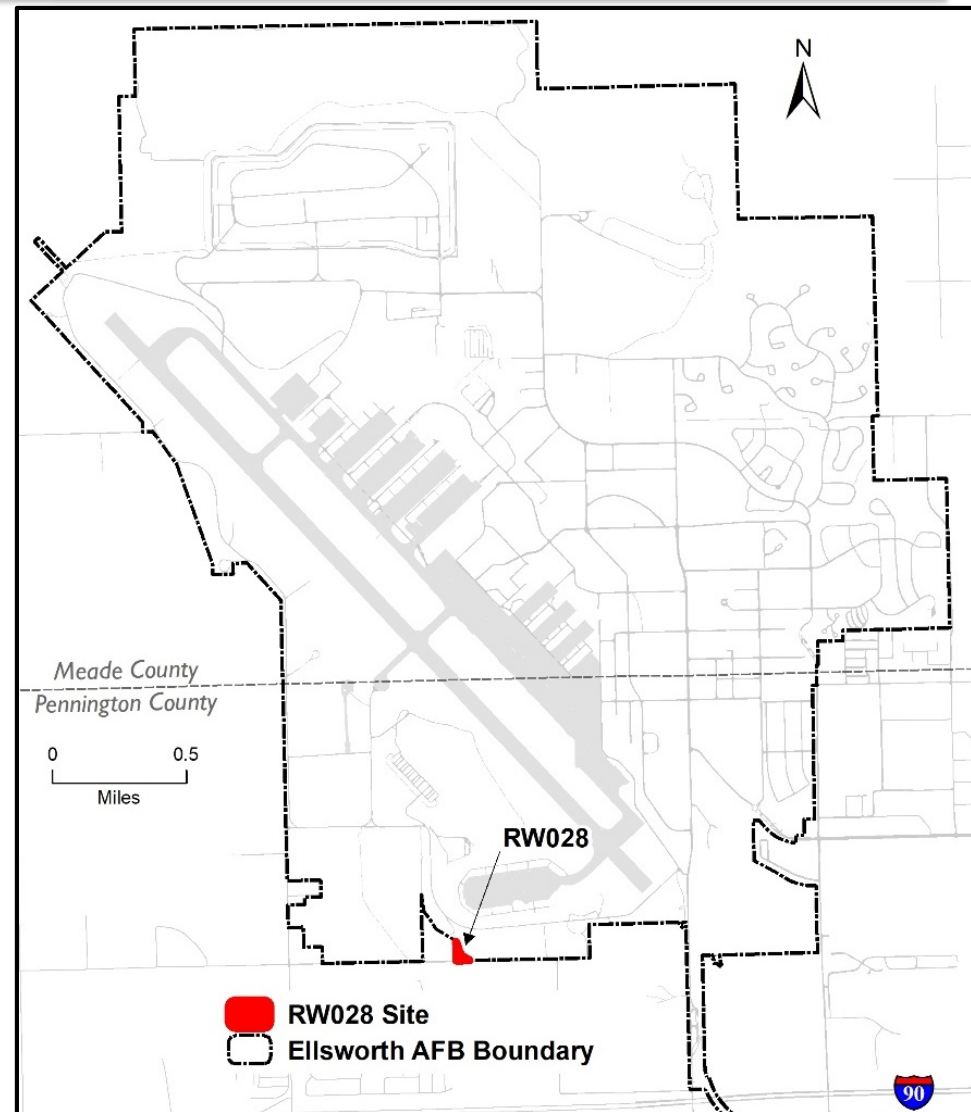 N
Meade County
Pennington County
0 0.5
Miles
RW028
RW028 Site
Ellsworth AFB Boundary
90